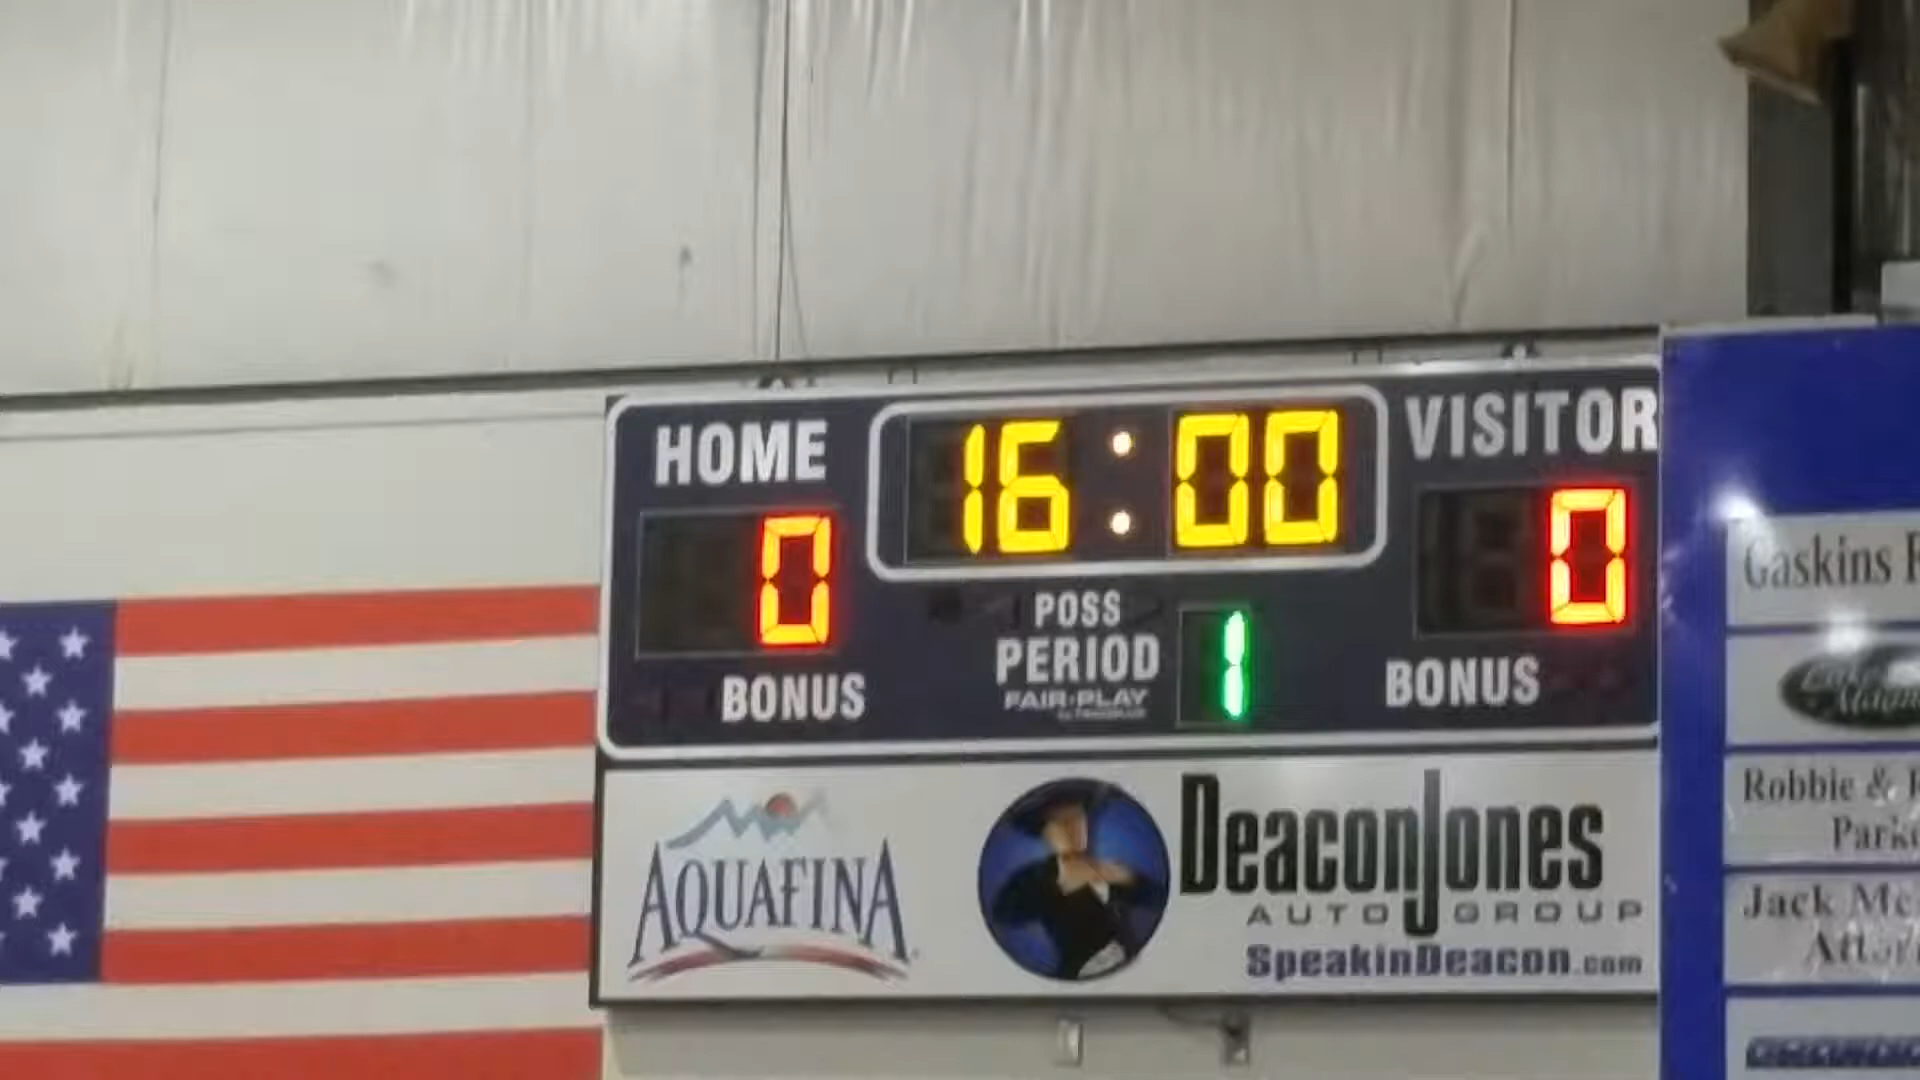 HOME
16:00
VISITOR
0
0
POSS
PERIOD
1
FAIR-PLAY
BONUS
BONUS
AQUAFINA
DeaconJones
AUTO GROUP
SpeakinDeacon.com
Gaskins
Robbie &
Jack